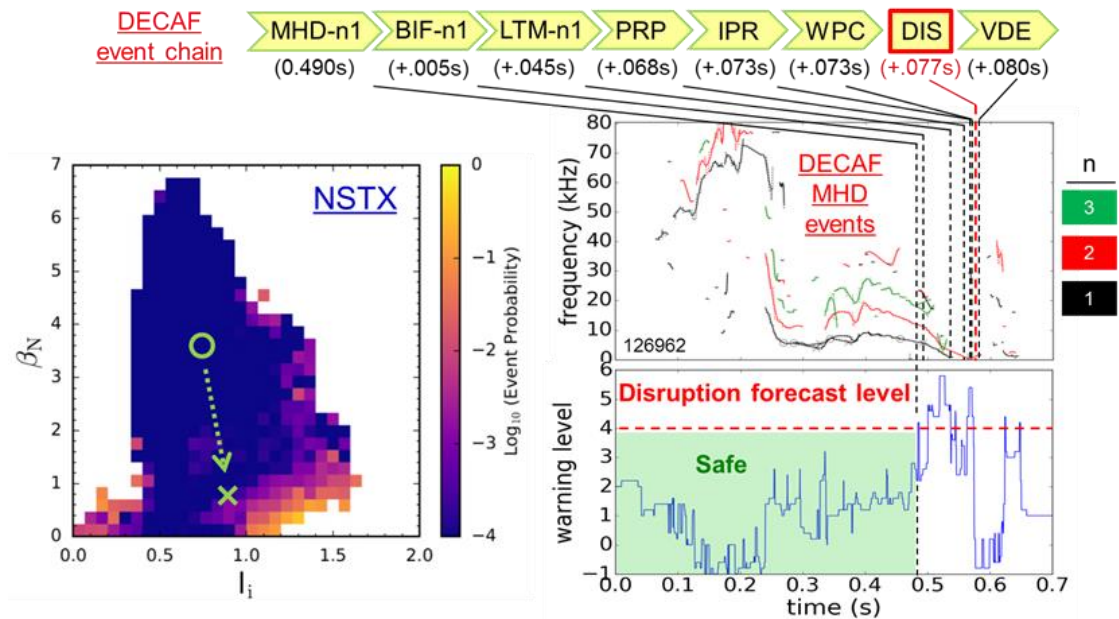 DECAF
event chain
MHD-n1 BIF-n1 LTM-n1 PRP IPR WPC DIS VDE
(0.490s) (+.005s) (+.045s) (+.068s) (+.073s) (+.073s) (+.077s) (+.080s)
7
6
5
4
3
2
1
0
β_N
NSTX
0.0 0.5 1.0 1.5 2.0
l_i
0
−1
−2
−3
−4
Log₁₀ (Event Probability)
80
70
60
50
40
30
20
10
0
frequency (kHz)
DECAF
MHD
events
126962
n
3
2
1
6
5
4
3
2
1
0
-1
warning level
Disruption forecast level
Safe
0.0 0.1 0.2 0.3 0.4 0.5 0.6 0.7
time (s)